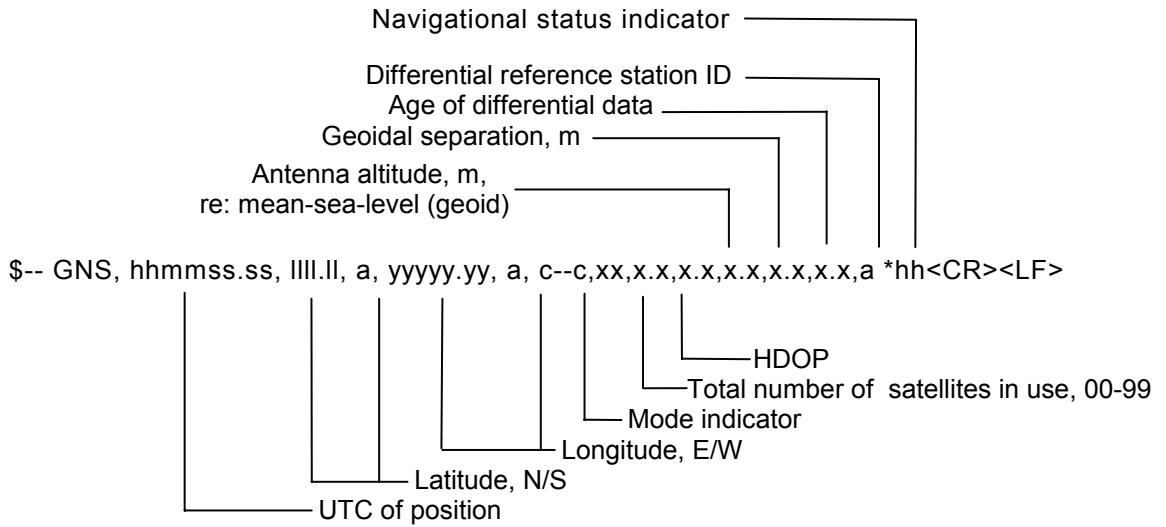 Navigational status indicator
Differential reference station ID
Age of differential data
Geoidal separation, m
Antenna altitude, m,
re: mean-sea-level (geoid)
$-- GNS, hhmmss.ss, llll.ll, a, yyyyy.yy, a, c--c,xx,x.x,x.x,x.x,x.x,x.x,a *hh<CR><LF>
HDOP
Total number of satellites in use, 00-99
Mode indicator
Longitude, E/W
Latitude, N/S
UTC of position